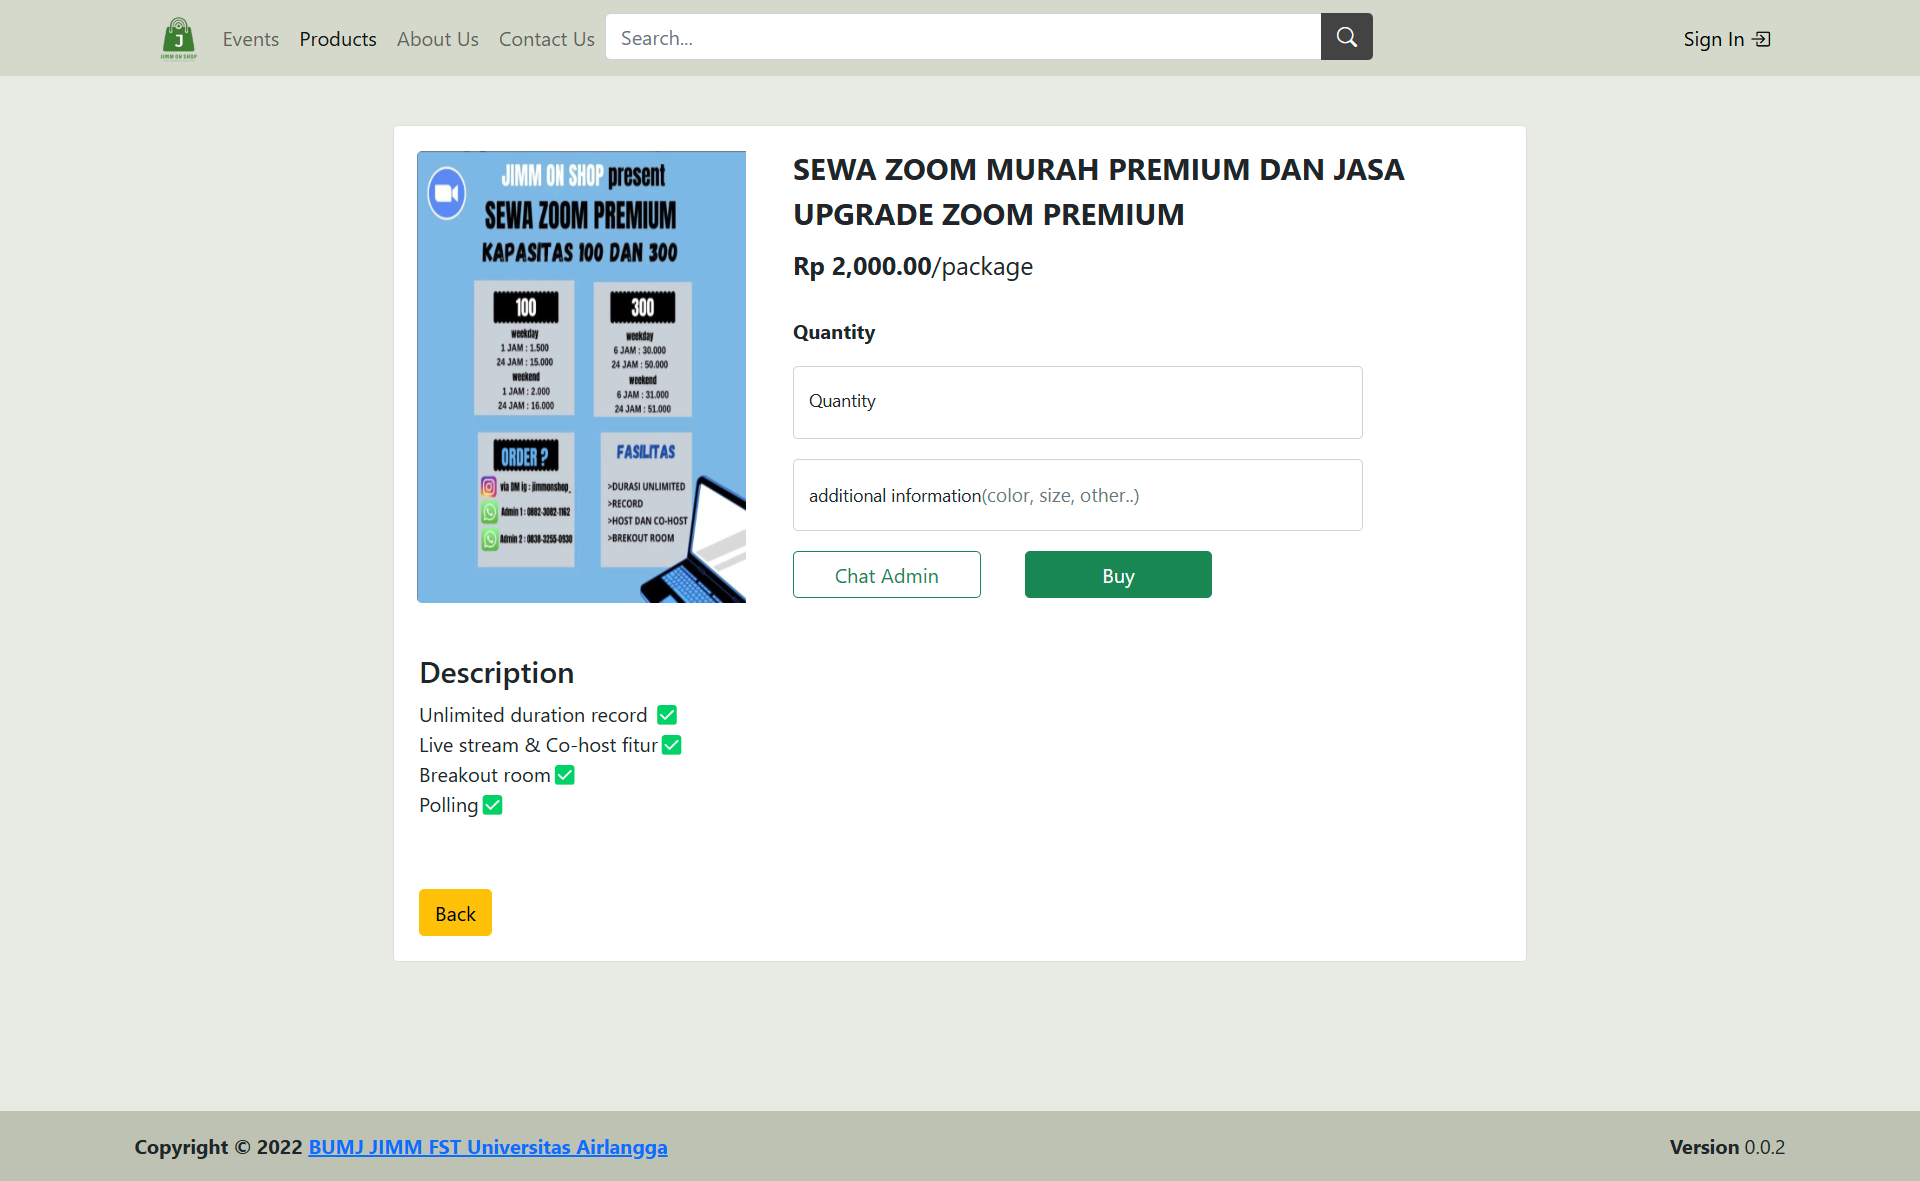 J
JIMM ON SHOP
Events
Products
About Us
Contact Us
Search...
Sign In
JIMM ON SHOP present
SEWA ZOOM PREMIUM
KAPASITAS 100 DAN 300
100
weekday
1 JAM : 1.500
24 JAM : 15.000
weekend
1 JAM : 2.000
24 JAM : 16.000
300
weekday
6 JAM : 30.000
24 JAM : 50.000
weekend
6 JAM : 31.000
24 JAM : 51.000
ORDER ?
via DM ig : jimmonshop_
Admin 1 : 0882-3082-1162
Admin 2 : 0838-3255-0930
FASILITAS
>DURASI UNLIMITED
>RECORD
>HOST DAN CO-HOST
>BREKOUT ROOM
SEWA ZOOM MURAH PREMIUM DAN JASA
UPGRADE ZOOM PREMIUM
Rp 2,000.00/package
Quantity
Quantity
additional information(color, size, other..)
Chat Admin
Buy
Description
Unlimited duration record ✅
Live stream & Co-host fitur ✅
Breakout room ✅
Polling ✅
Back
Copyright © 2022 BUMJ JIMM FST Universitas Airlangga
Version 0.0.2